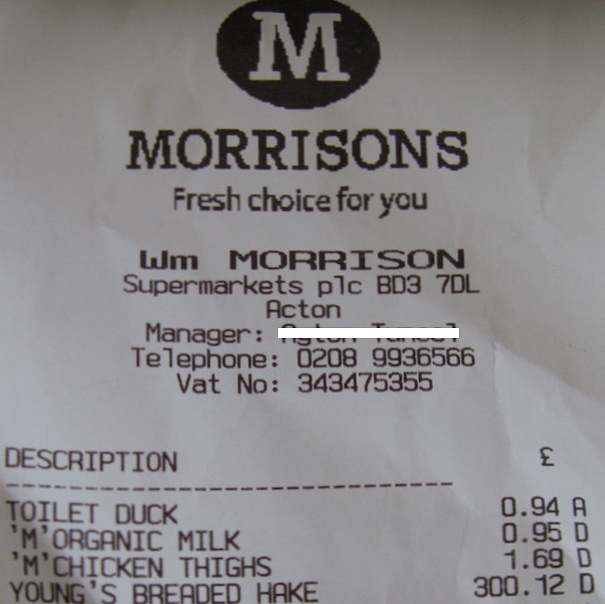 M
MORRISONS
Fresh choice for you
Wm MORRISON
Supermarkets plc BD3 7DL
Acton
Manager:
Telephone: 0208 9936566
Vat No: 343475355
DESCRIPTION £
TOILET DUCK 0.94 A
'M'ORGANIC MILK 0.95 D
'M'CHICKEN THIGHS 1.69 D
YOUNG'S BREADED HAKE 300.12 D